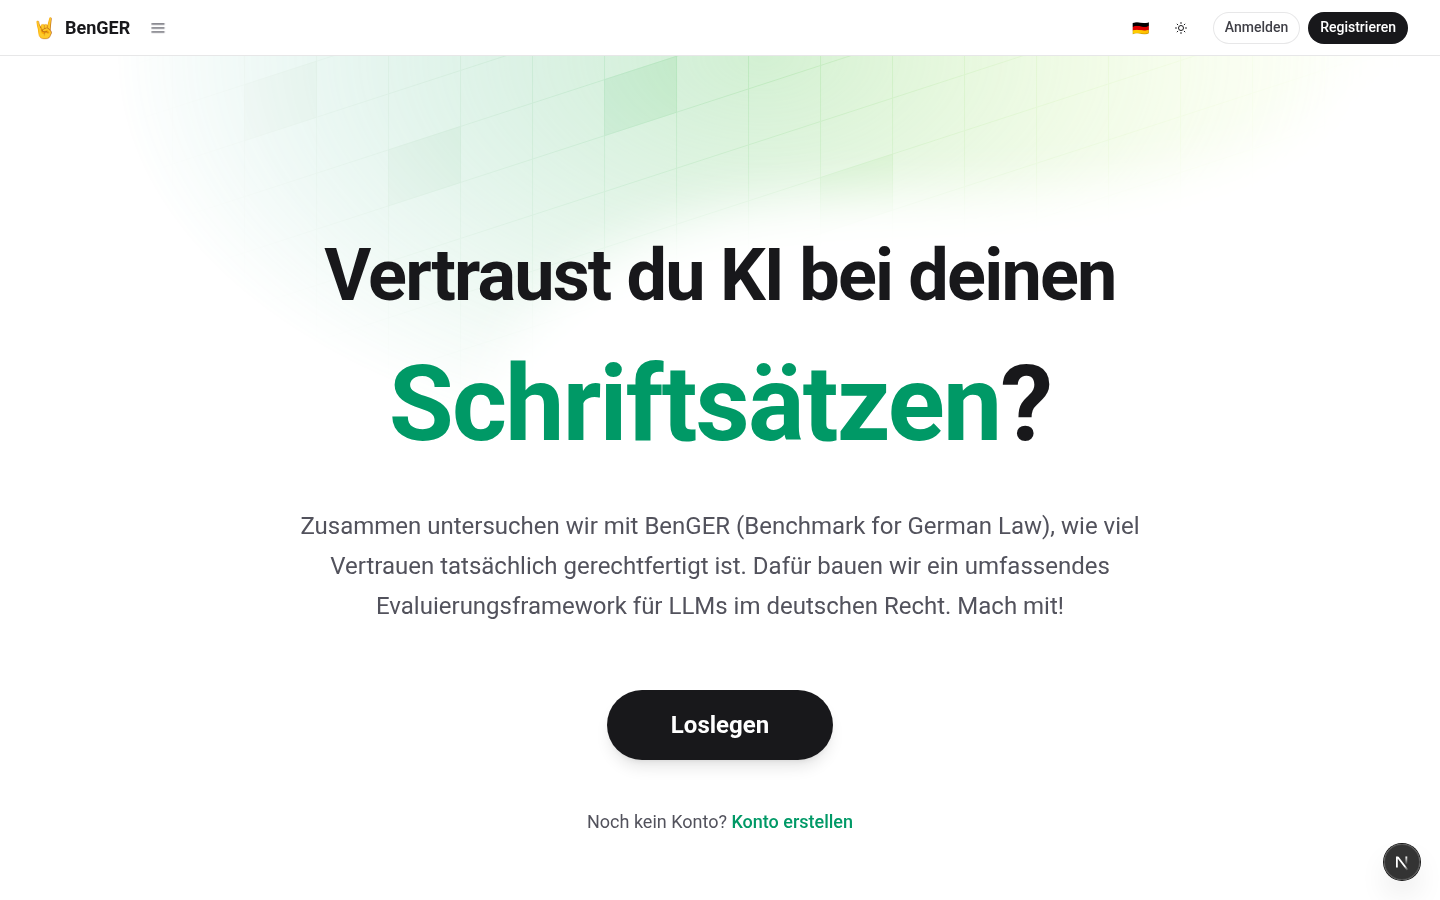 🤘 BenGER
🇩🇪 Anmelden Registrieren
Vertraust du KI bei deinen
Schriftsätzen?
Zusammen untersuchen wir mit BenGER (Benchmark for German Law), wie viel
Vertrauen tatsächlich gerechtfertigt ist. Dafür bauen wir ein umfassendes
Evaluierungsframework für LLMs im deutschen Recht. Mach mit!
Loslegen
Noch kein Konto? Konto erstellen
N